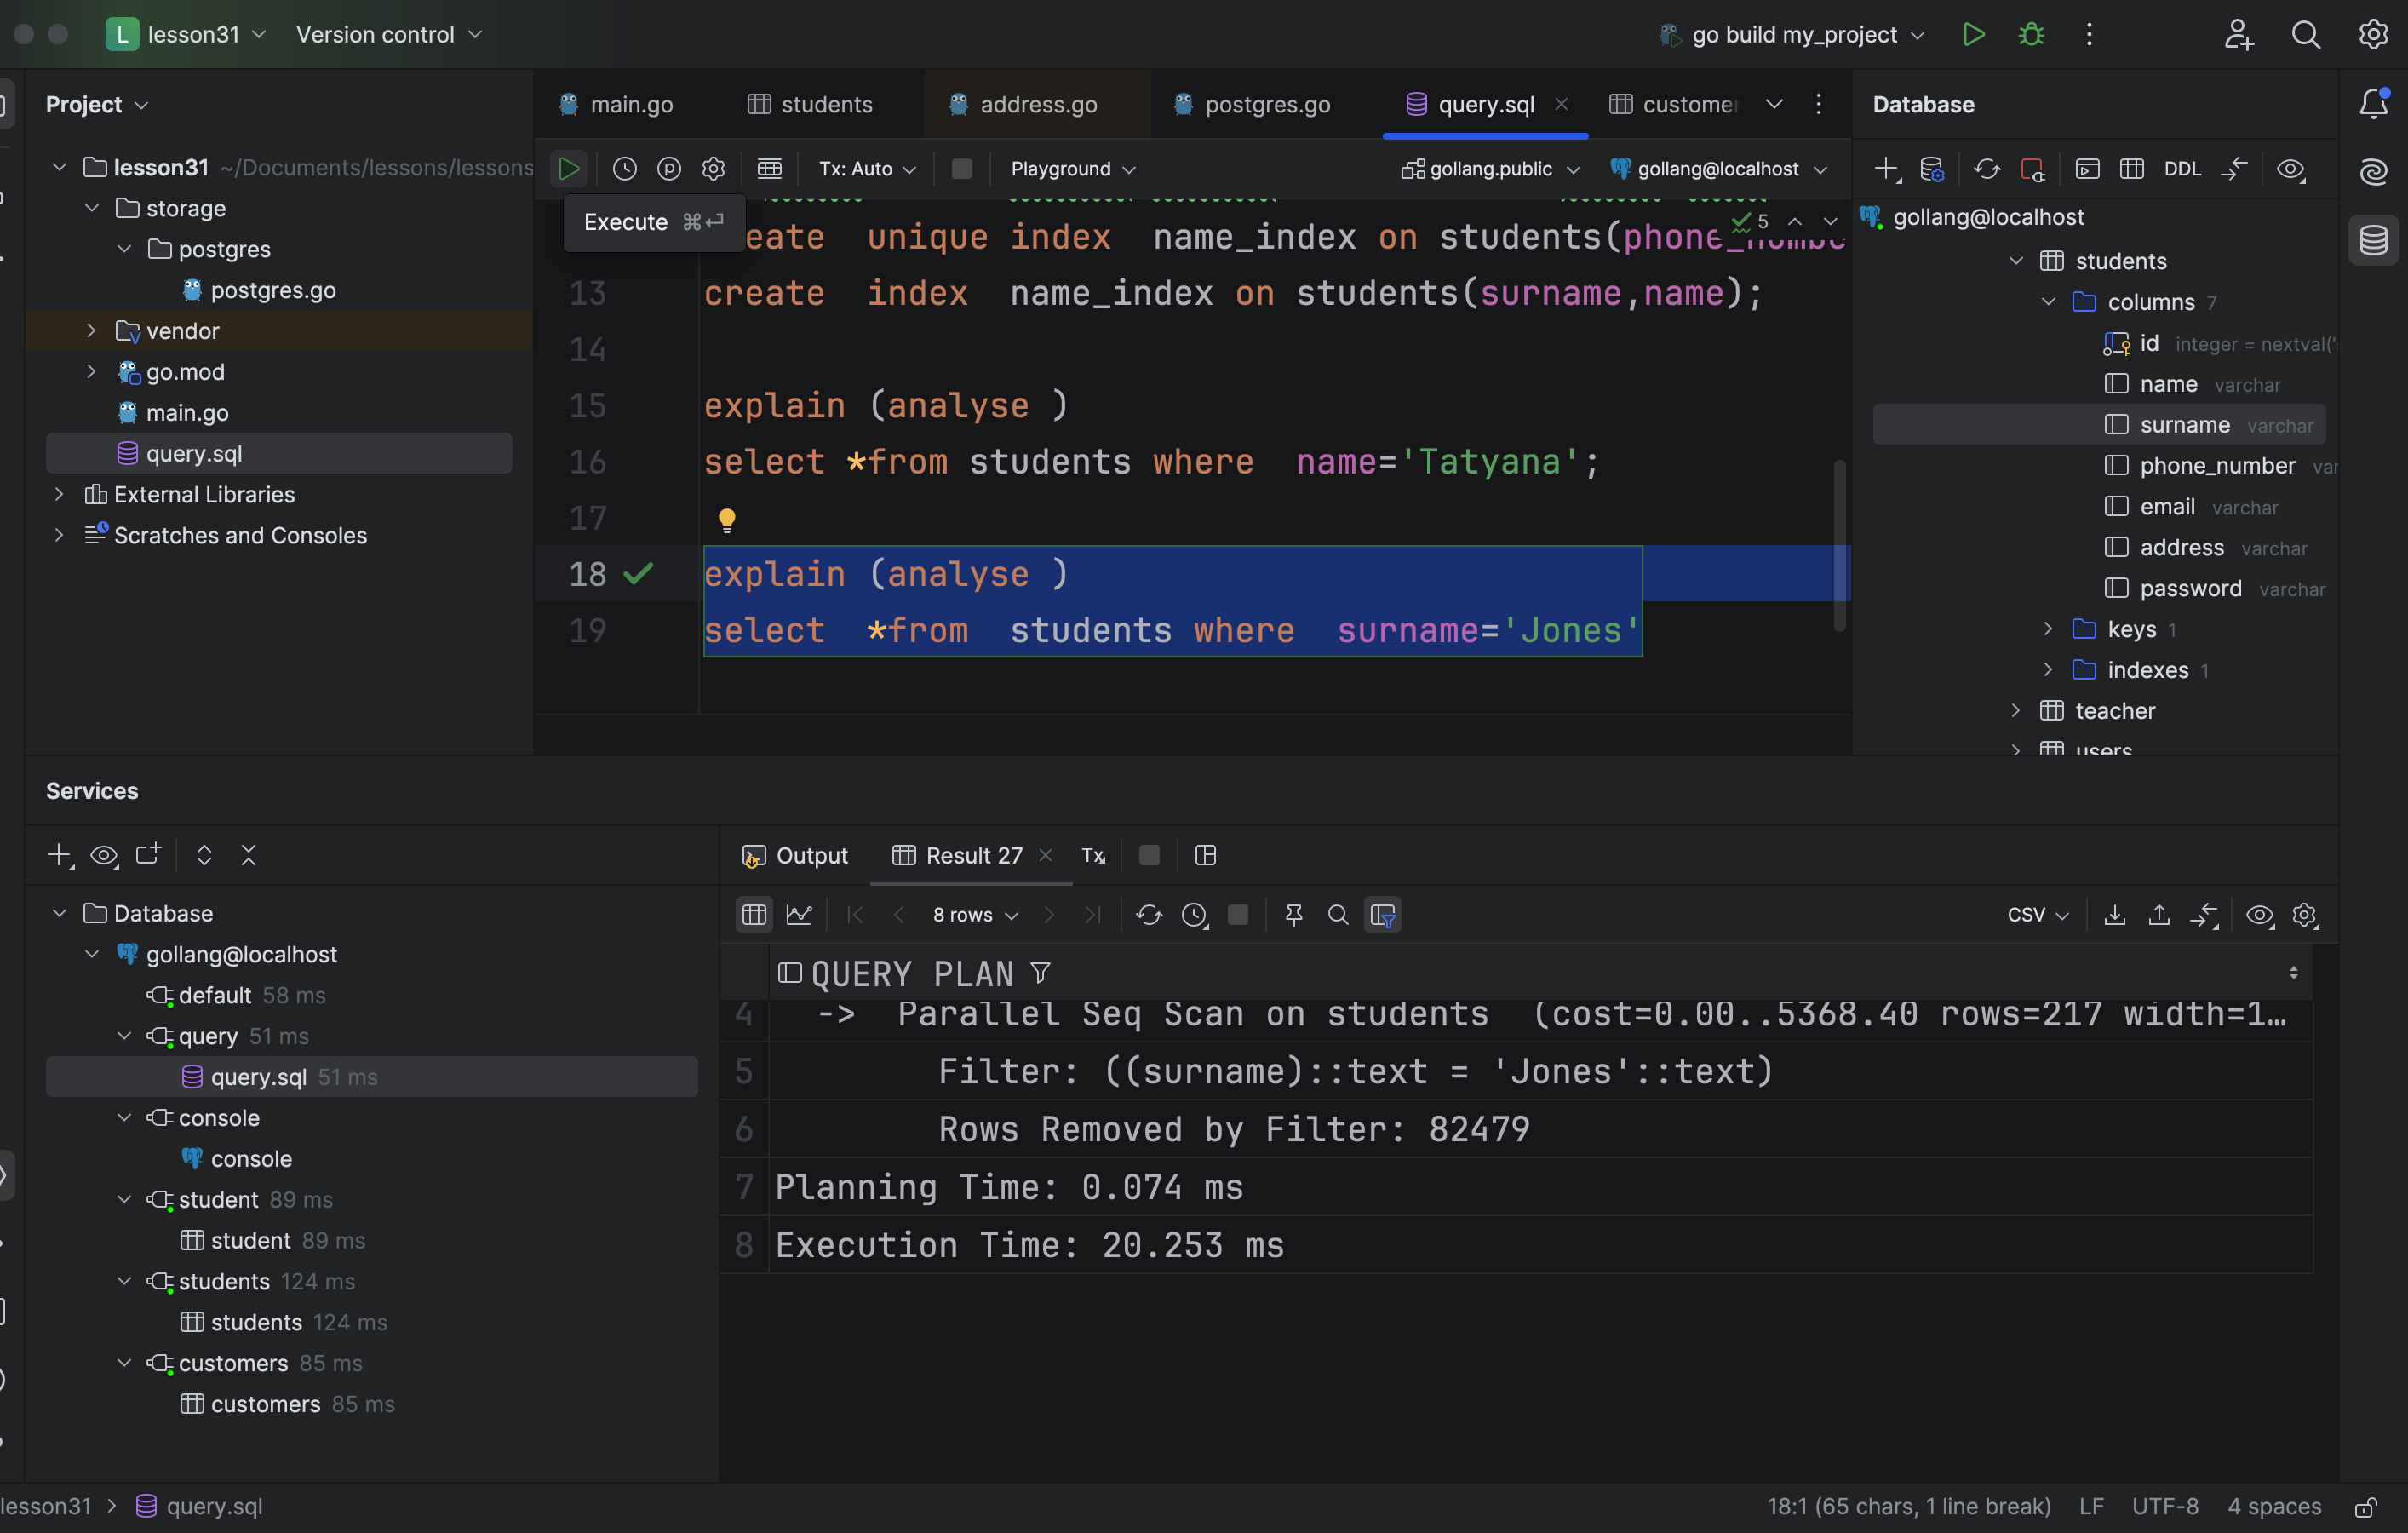 L lesson31
Version control
go build my_project
Project
main.go
students
address.go
postgres.go
query.sql
customer
Database
lesson31 ~/Documents/lessons/lessons
storage
postgres
postgres.go
vendor
go.mod
main.go
query.sql
External Libraries
Scratches and Consoles
Tx: Auto
Playground
gollang.public
gollang@localhost
Execute ⌘⏎
5
eate  unique index  name_index on students(phone_numbe
13 create  index  name_index on students(surname,name);
14
15 explain (analyse )
16 select *from students where  name='Tatyana';
17
18 explain (analyse )
19 select  *from  students where  surname='Jones'
DDL
gollang@localhost
students
columns 7
id integer = nextval('
name varchar
surname varchar
phone_number var
email varchar
address varchar
password varchar
keys 1
indexes 1
teacher
users
Services
Database
gollang@localhost
default 58 ms
query 51 ms
query.sql 51 ms
console
console
student 89 ms
student 89 ms
students 124 ms
students 124 ms
customers 85 ms
customers 85 ms
Output
Result 27
Tx
8 rows
CSV
QUERY PLAN
4 ->  Parallel Seq Scan on students  (cost=0.00..5368.40 rows=217 width=1…
5 Filter: ((surname)::text = 'Jones'::text)
6 Rows Removed by Filter: 82479
7 Planning Time: 0.074 ms
8 Execution Time: 20.253 ms
lesson31 > query.sql
18:1 (65 chars, 1 line break)
LF
UTF-8
4 spaces